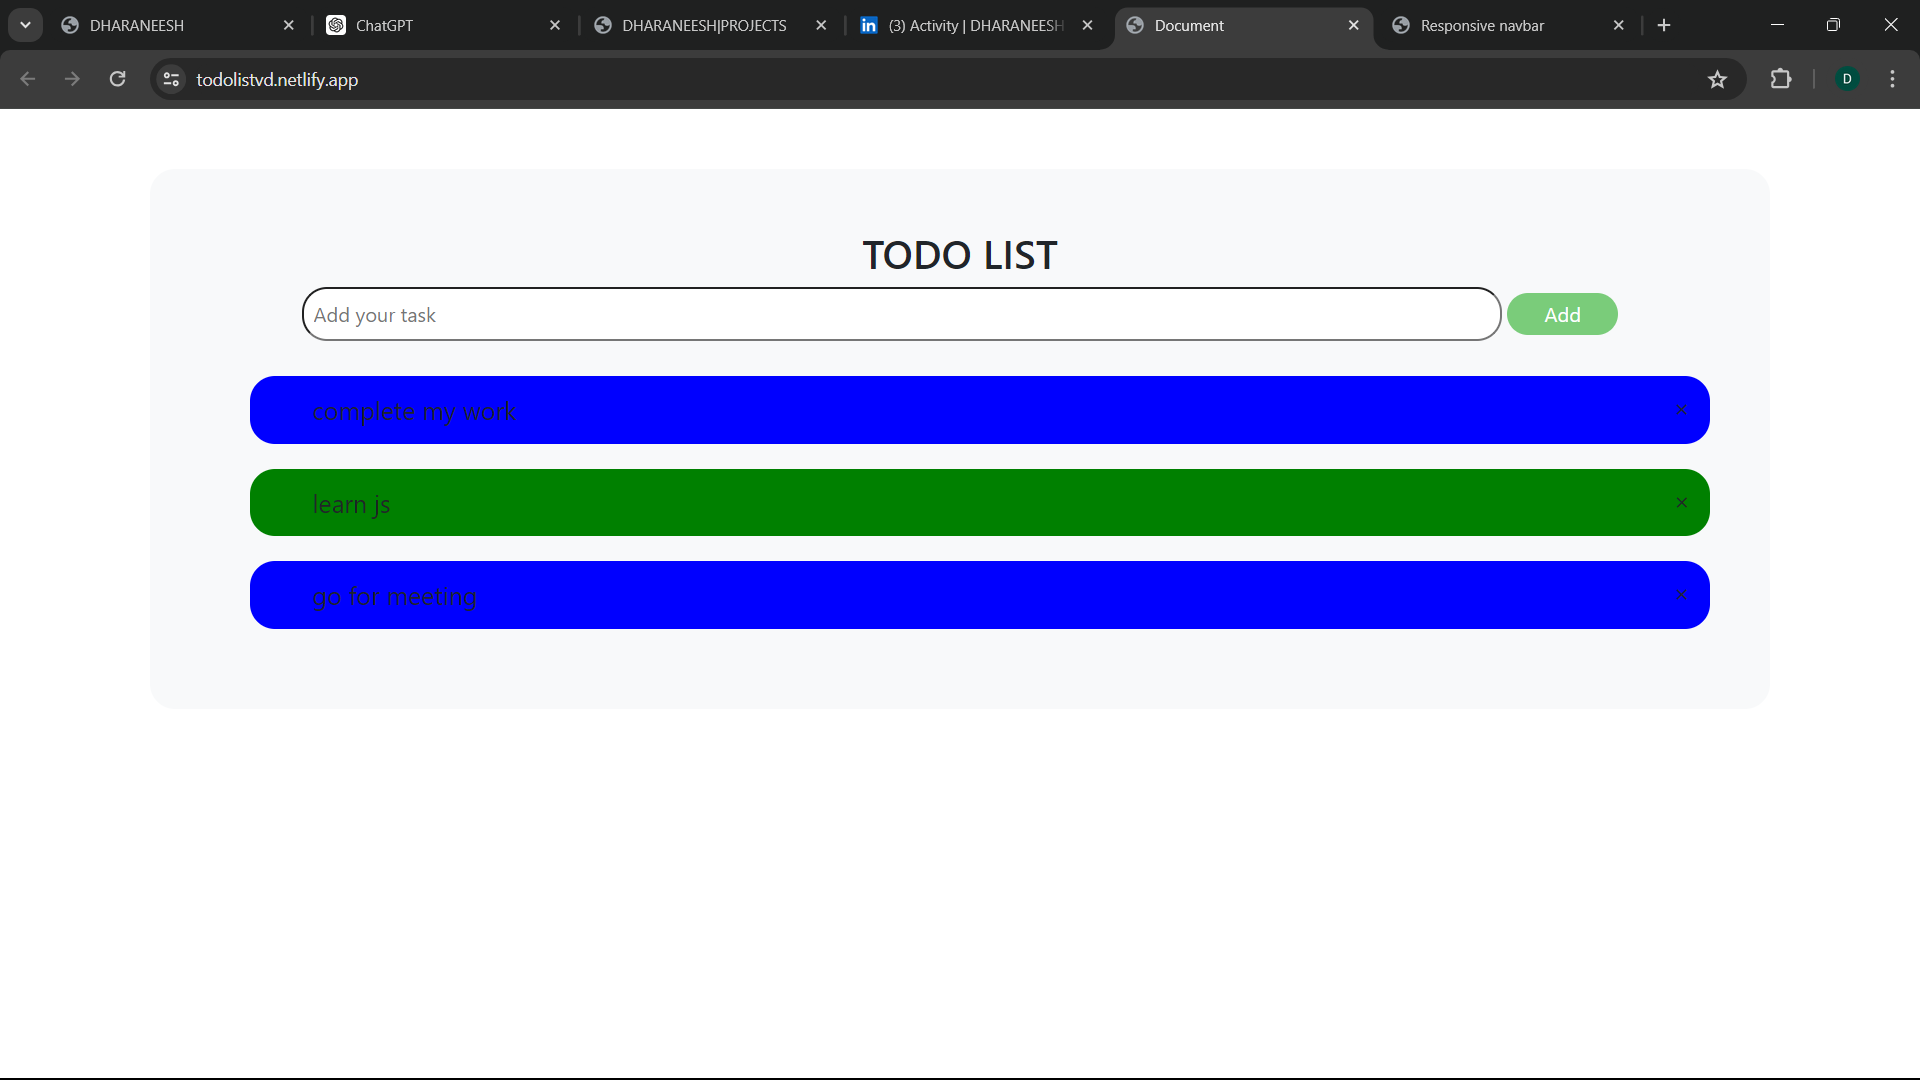 DHARANEESH
ChatGPT
DHARANEESH|PROJECTS
(3) Activity | DHARANEESH
Document
Responsive navbar
todolistvd.netlify.app
D
TODO LIST
Add your task
Add
complete my work
×
learn js
×
go for meeting
×